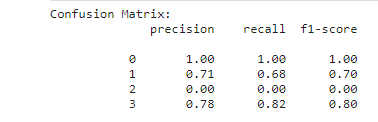 Confusion Matrix:
precision recall f1-score
0 1.00 1.00 1.00
1 0.71 0.68 0.70
2 0.00 0.00 0.00
3 0.78 0.82 0.80